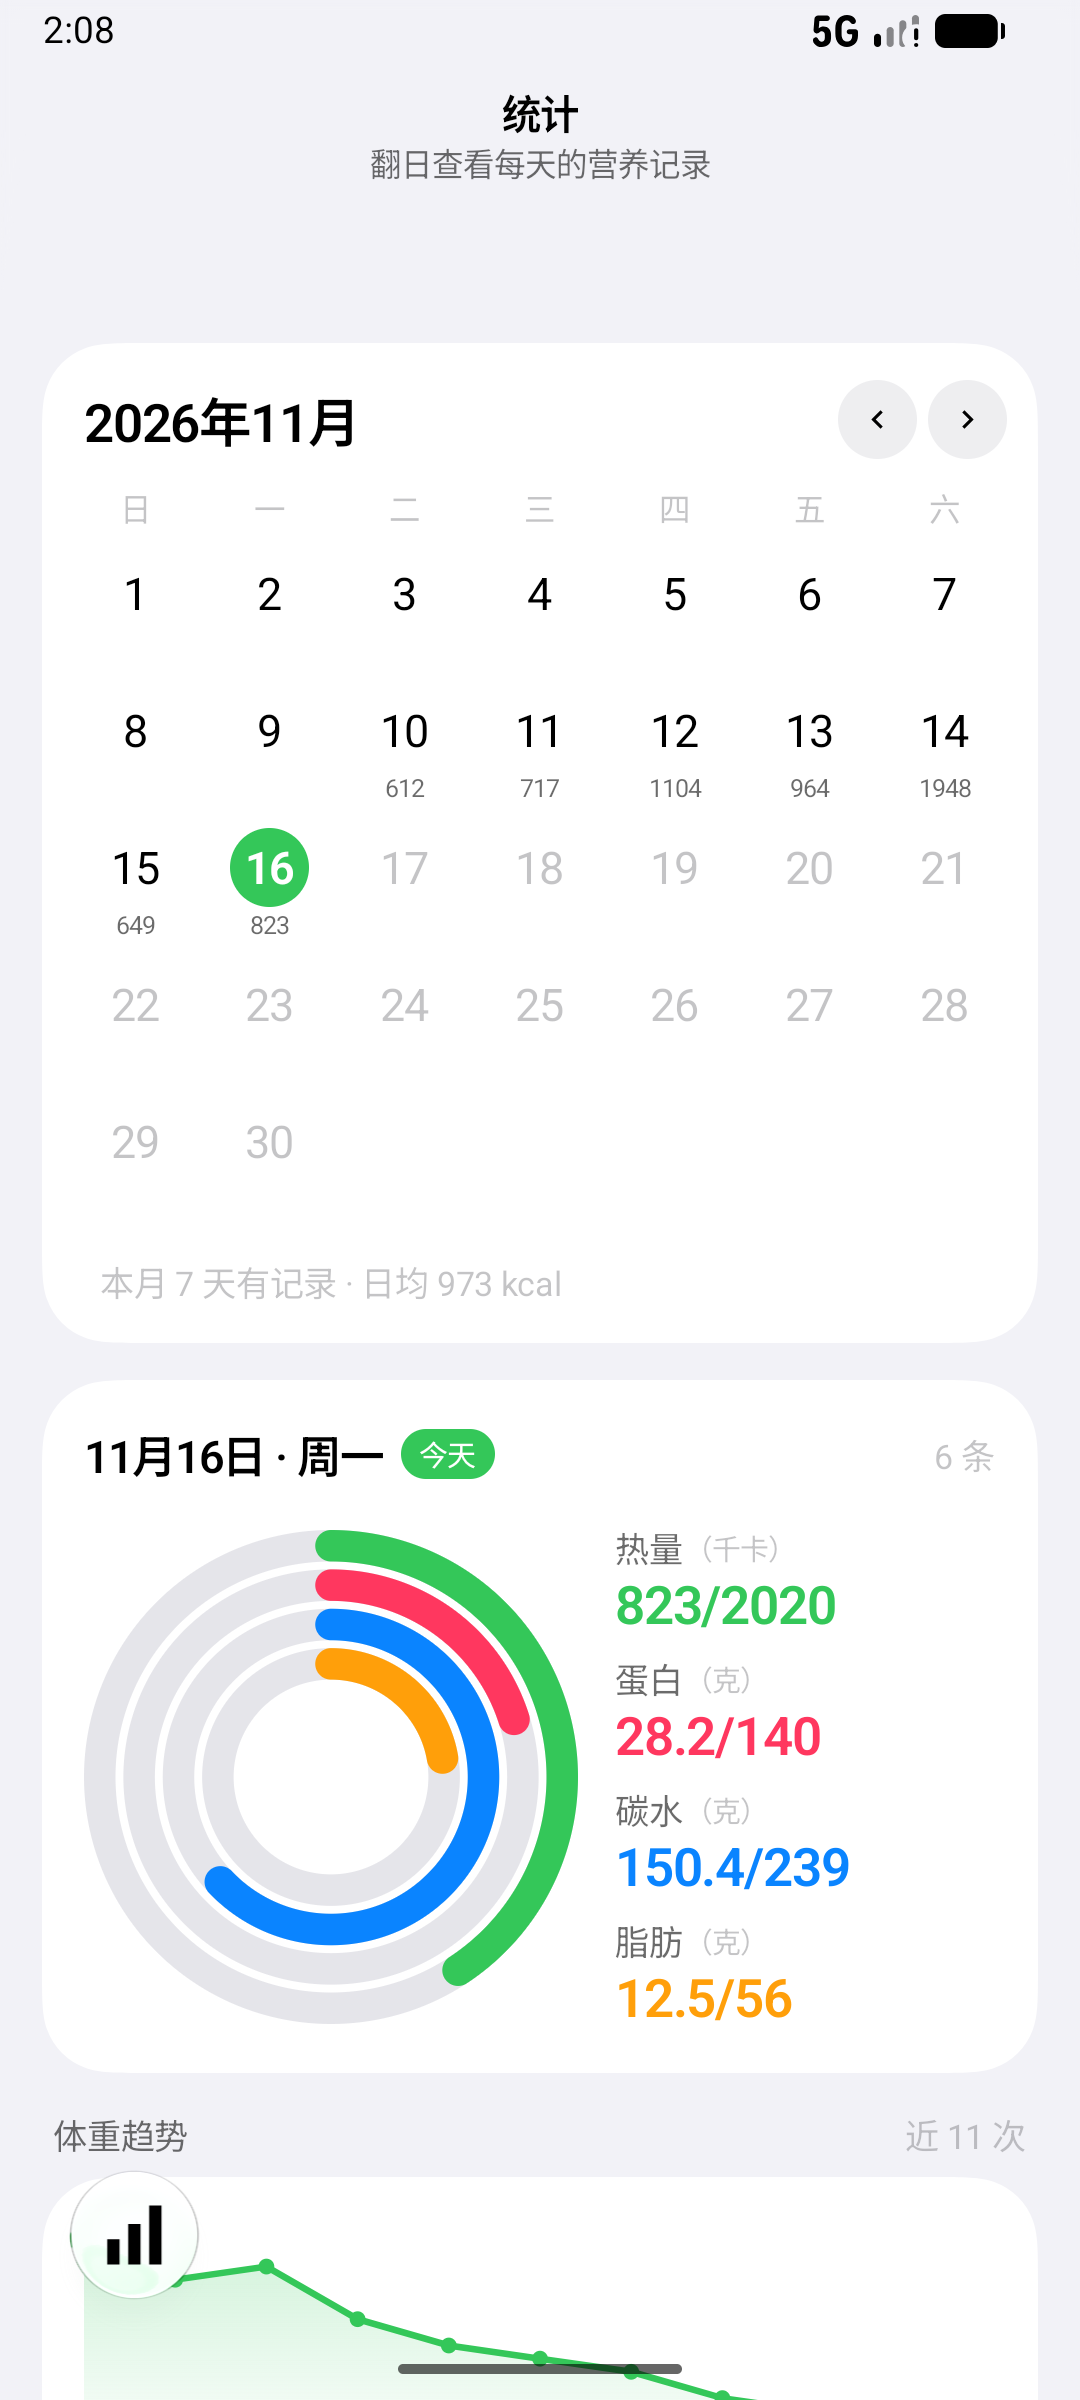 2:08
5G
统计
翻日查看每天的营养记录
2026年11月
日 一 二 三 四 五 六
1 2 3 4 5 6 7
8 9 10 11 12 13 14
612 717 1104 964 1948
15 16 17 18 19 20 21
649 823
22 23 24 25 26 27 28
29 30
本月 7 天有记录 · 日均 973 kcal
11月16日 · 周一 今天 6 条
热量（千卡）
823/2020
蛋白（克）
28.2/140
碳水（克）
150.4/239
脂肪（克）
12.5/56
体重趋势 近 11 次